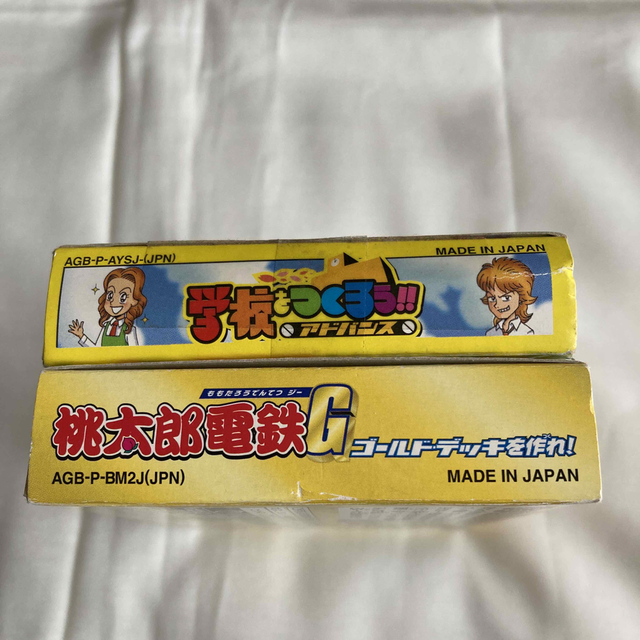 AGB-P-AYSJ-(JPN)
MADE IN JAPAN
学校をつくろう!!
アドバンス
ももたろうでんてつ ジー
桃太郎電鉄G
ゴールド・デッキを作れ!
AGB-P-BM2J(JPN)
MADE IN JAPAN